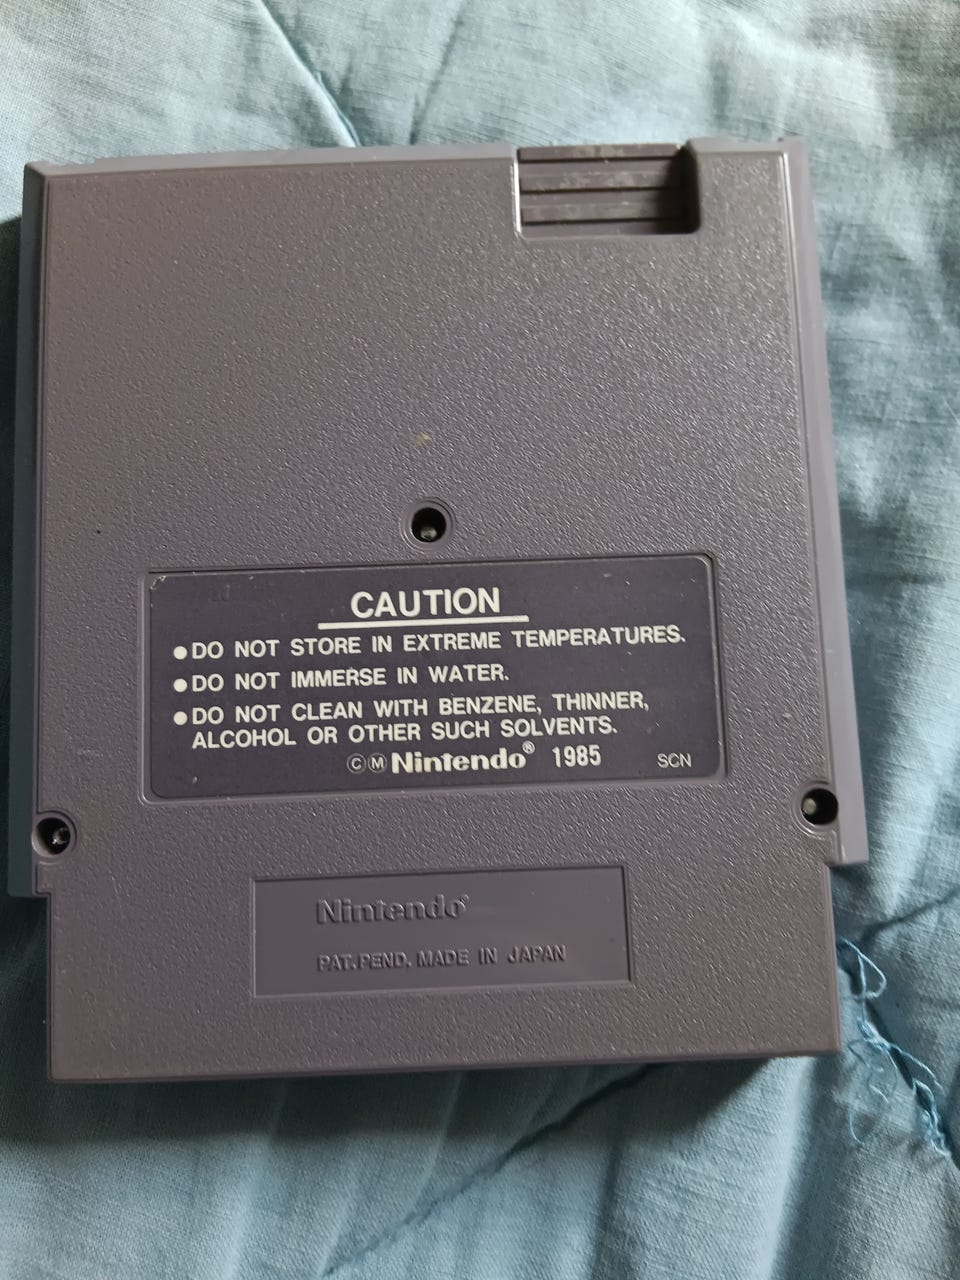 CAUTION
●DO NOT STORE IN EXTREME TEMPERATURES.
●DO NOT IMMERSE IN WATER.
●DO NOT CLEAN WITH BENZENE, THINNER,
ALCOHOL OR OTHER SUCH SOLVENTS.
ⒸⓂ Nintendo® 1985 SCN
Nintendo®
PAT.PEND. MADE IN JAPAN